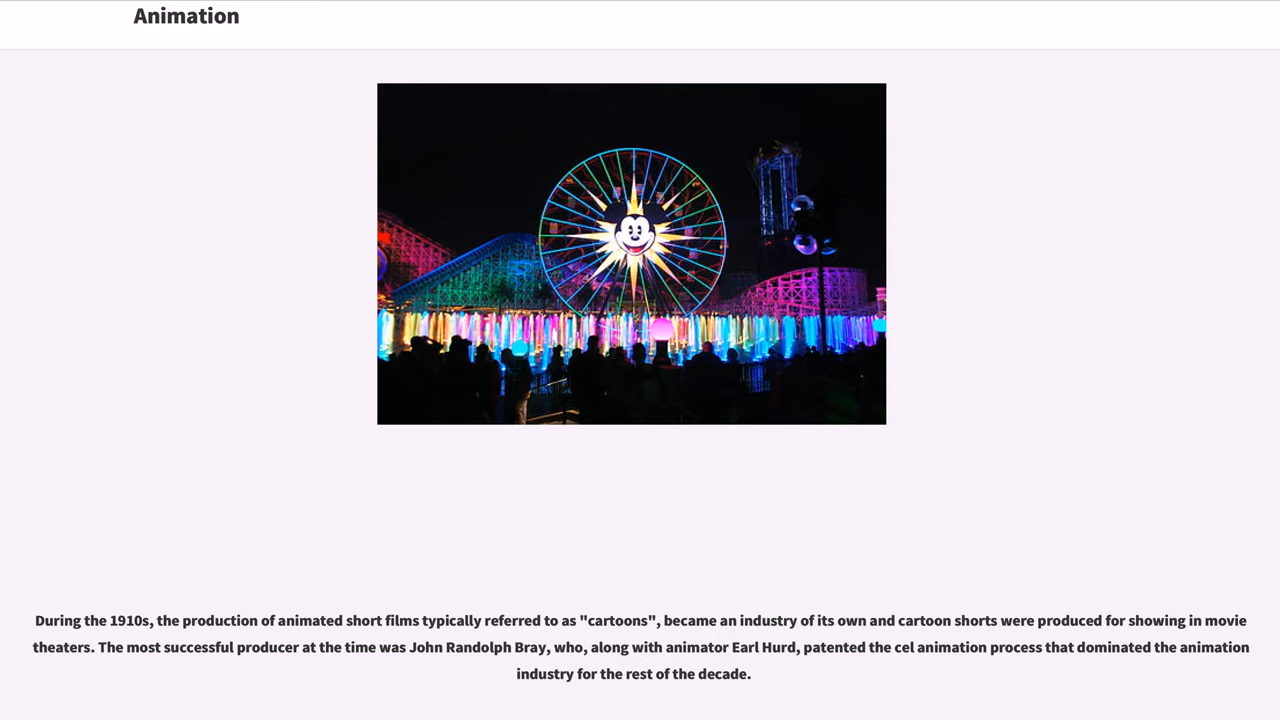 Animation
During the 1910s, the production of animated short films typically referred to as "cartoons", became an industry of its own and cartoon shorts were produced for showing in movie
theaters. The most successful producer at the time was John Randolph Bray, who, along with animator Earl Hurd, patented the cel animation process that dominated the animation
industry for the rest of the decade.